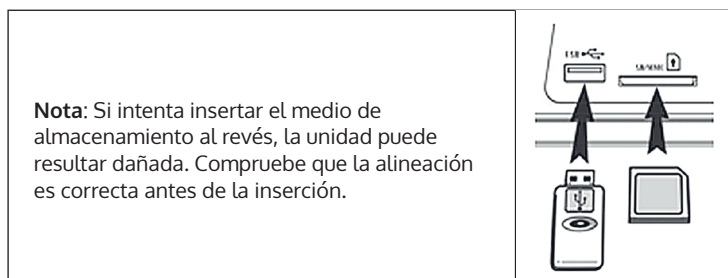 Nota: Si intenta insertar el medio de
almacenamiento al revés, la unidad puede
resultar dañada. Compruebe que la alineación
es correcta antes de la inserción.
USB